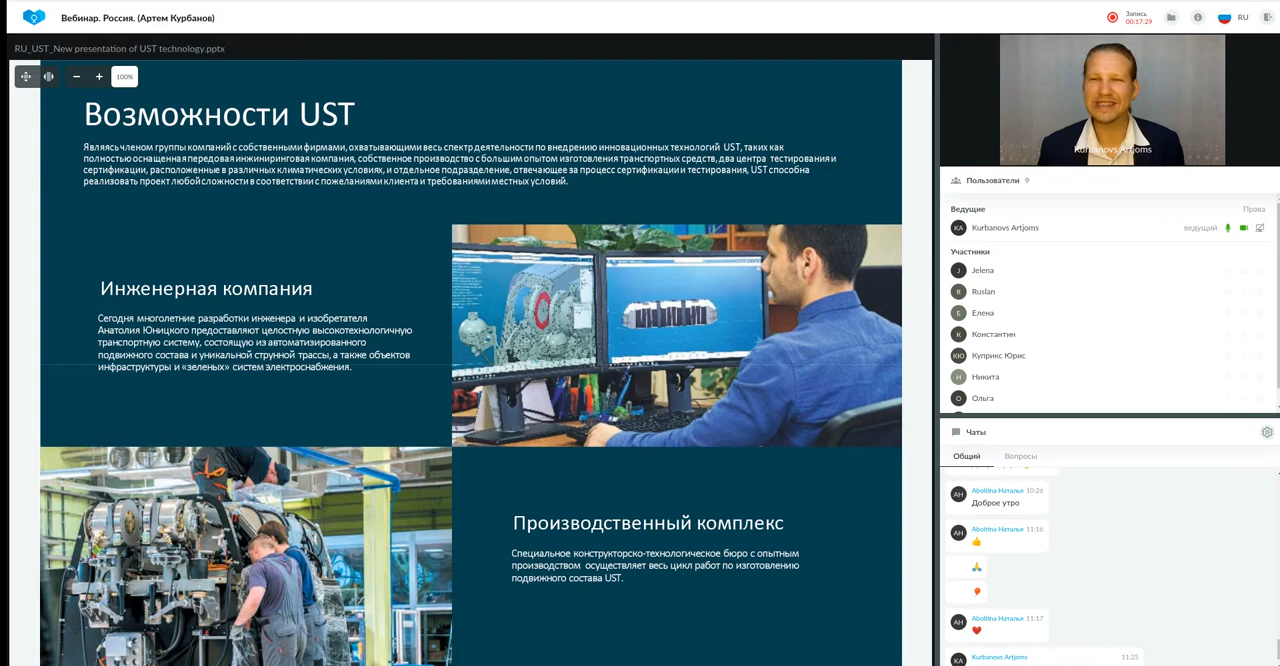 Вебинар. Россия. (Артем Курбанов)
Запись
00:17:29
RU
RU_UST_New presentation of UST technology.pptx
100%
Возможности UST
Являясь членом группы компаний с собственными фирмами, охватывающими весь спектр деятельности по внедрению инновационных технологий UST, таких как
полностью оснащенная передовая инжиниринговая компания, собственное производство с большим опытом изготовления транспортных средств, два центра тестирования и
сертификации, расположенные в различных климатических условиях, и отдельное подразделение, отвечающее за процесс сертификации и тестирования, UST способна
реализовать проект любой сложности в соответствии с пожеланиями клиента и требованиями местных условий.
Инженерная компания
Сегодня многолетние разработки инженера и изобретателя
Анатолия Юницкого предоставляют целостную высокотехнологичную
транспортную систему, состоящую из автоматизированного
подвижного состава и уникальной струнной трассы, а также объектов
инфраструктуры и «зеленых» систем электроснабжения.
Производственный комплекс
Специальное конструкторско-технологическое бюро с опытным
производством осуществляет весь цикл работ по изготовлению
подвижного состава UST.
Kurbanovs Artjoms
Пользователи 9
Ведущие Права
KA Kurbanovs Artjoms ведущий
Участники
J Jelena
R Ruslan
Е Елена
К Константин
КЮ Куприкс Юрис
Н Никита
О Ольга
Чаты
Общий Вопросы
АН Aboltina Наталья 10:26
Доброе утро
АН Aboltina Наталья 11:16
👍
🙏
🎈
АН Aboltina Наталья 11:17
❤️
KA Kurbanovs Artjoms 11:25